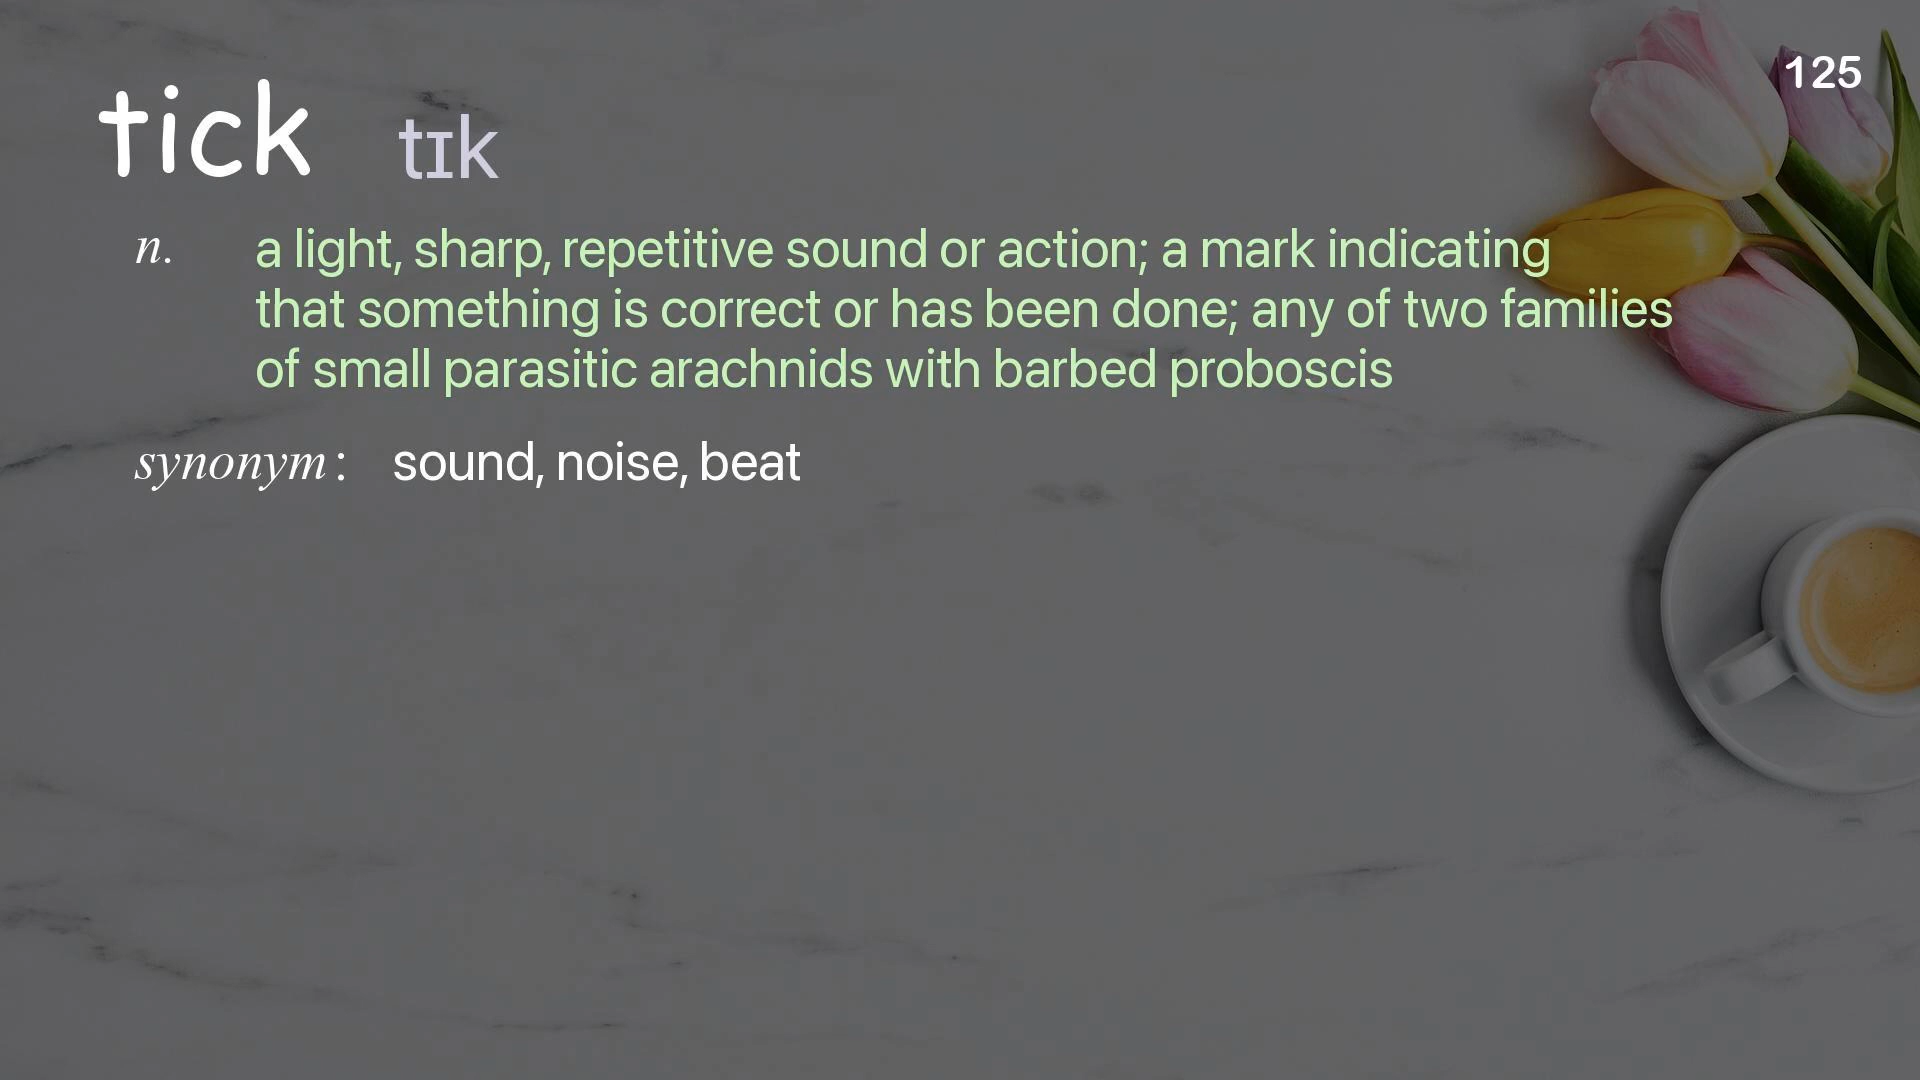 125
tick tɪk
n. a light, sharp, repetitive sound or action; a mark indicating
that something is correct or has been done; any of two families
of small parasitic arachnids with barbed proboscis
synonym: sound, noise, beat